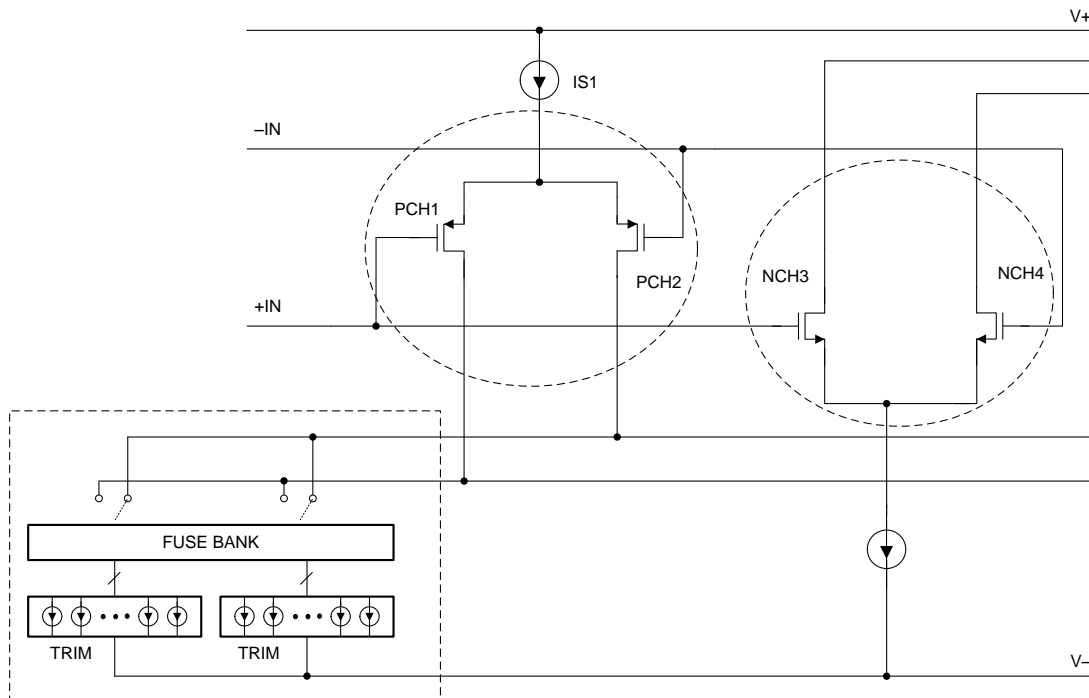 V+
IS1
–IN
PCH1
PCH2
NCH3
NCH4
+IN
FUSE BANK
TRIM
TRIM
V–